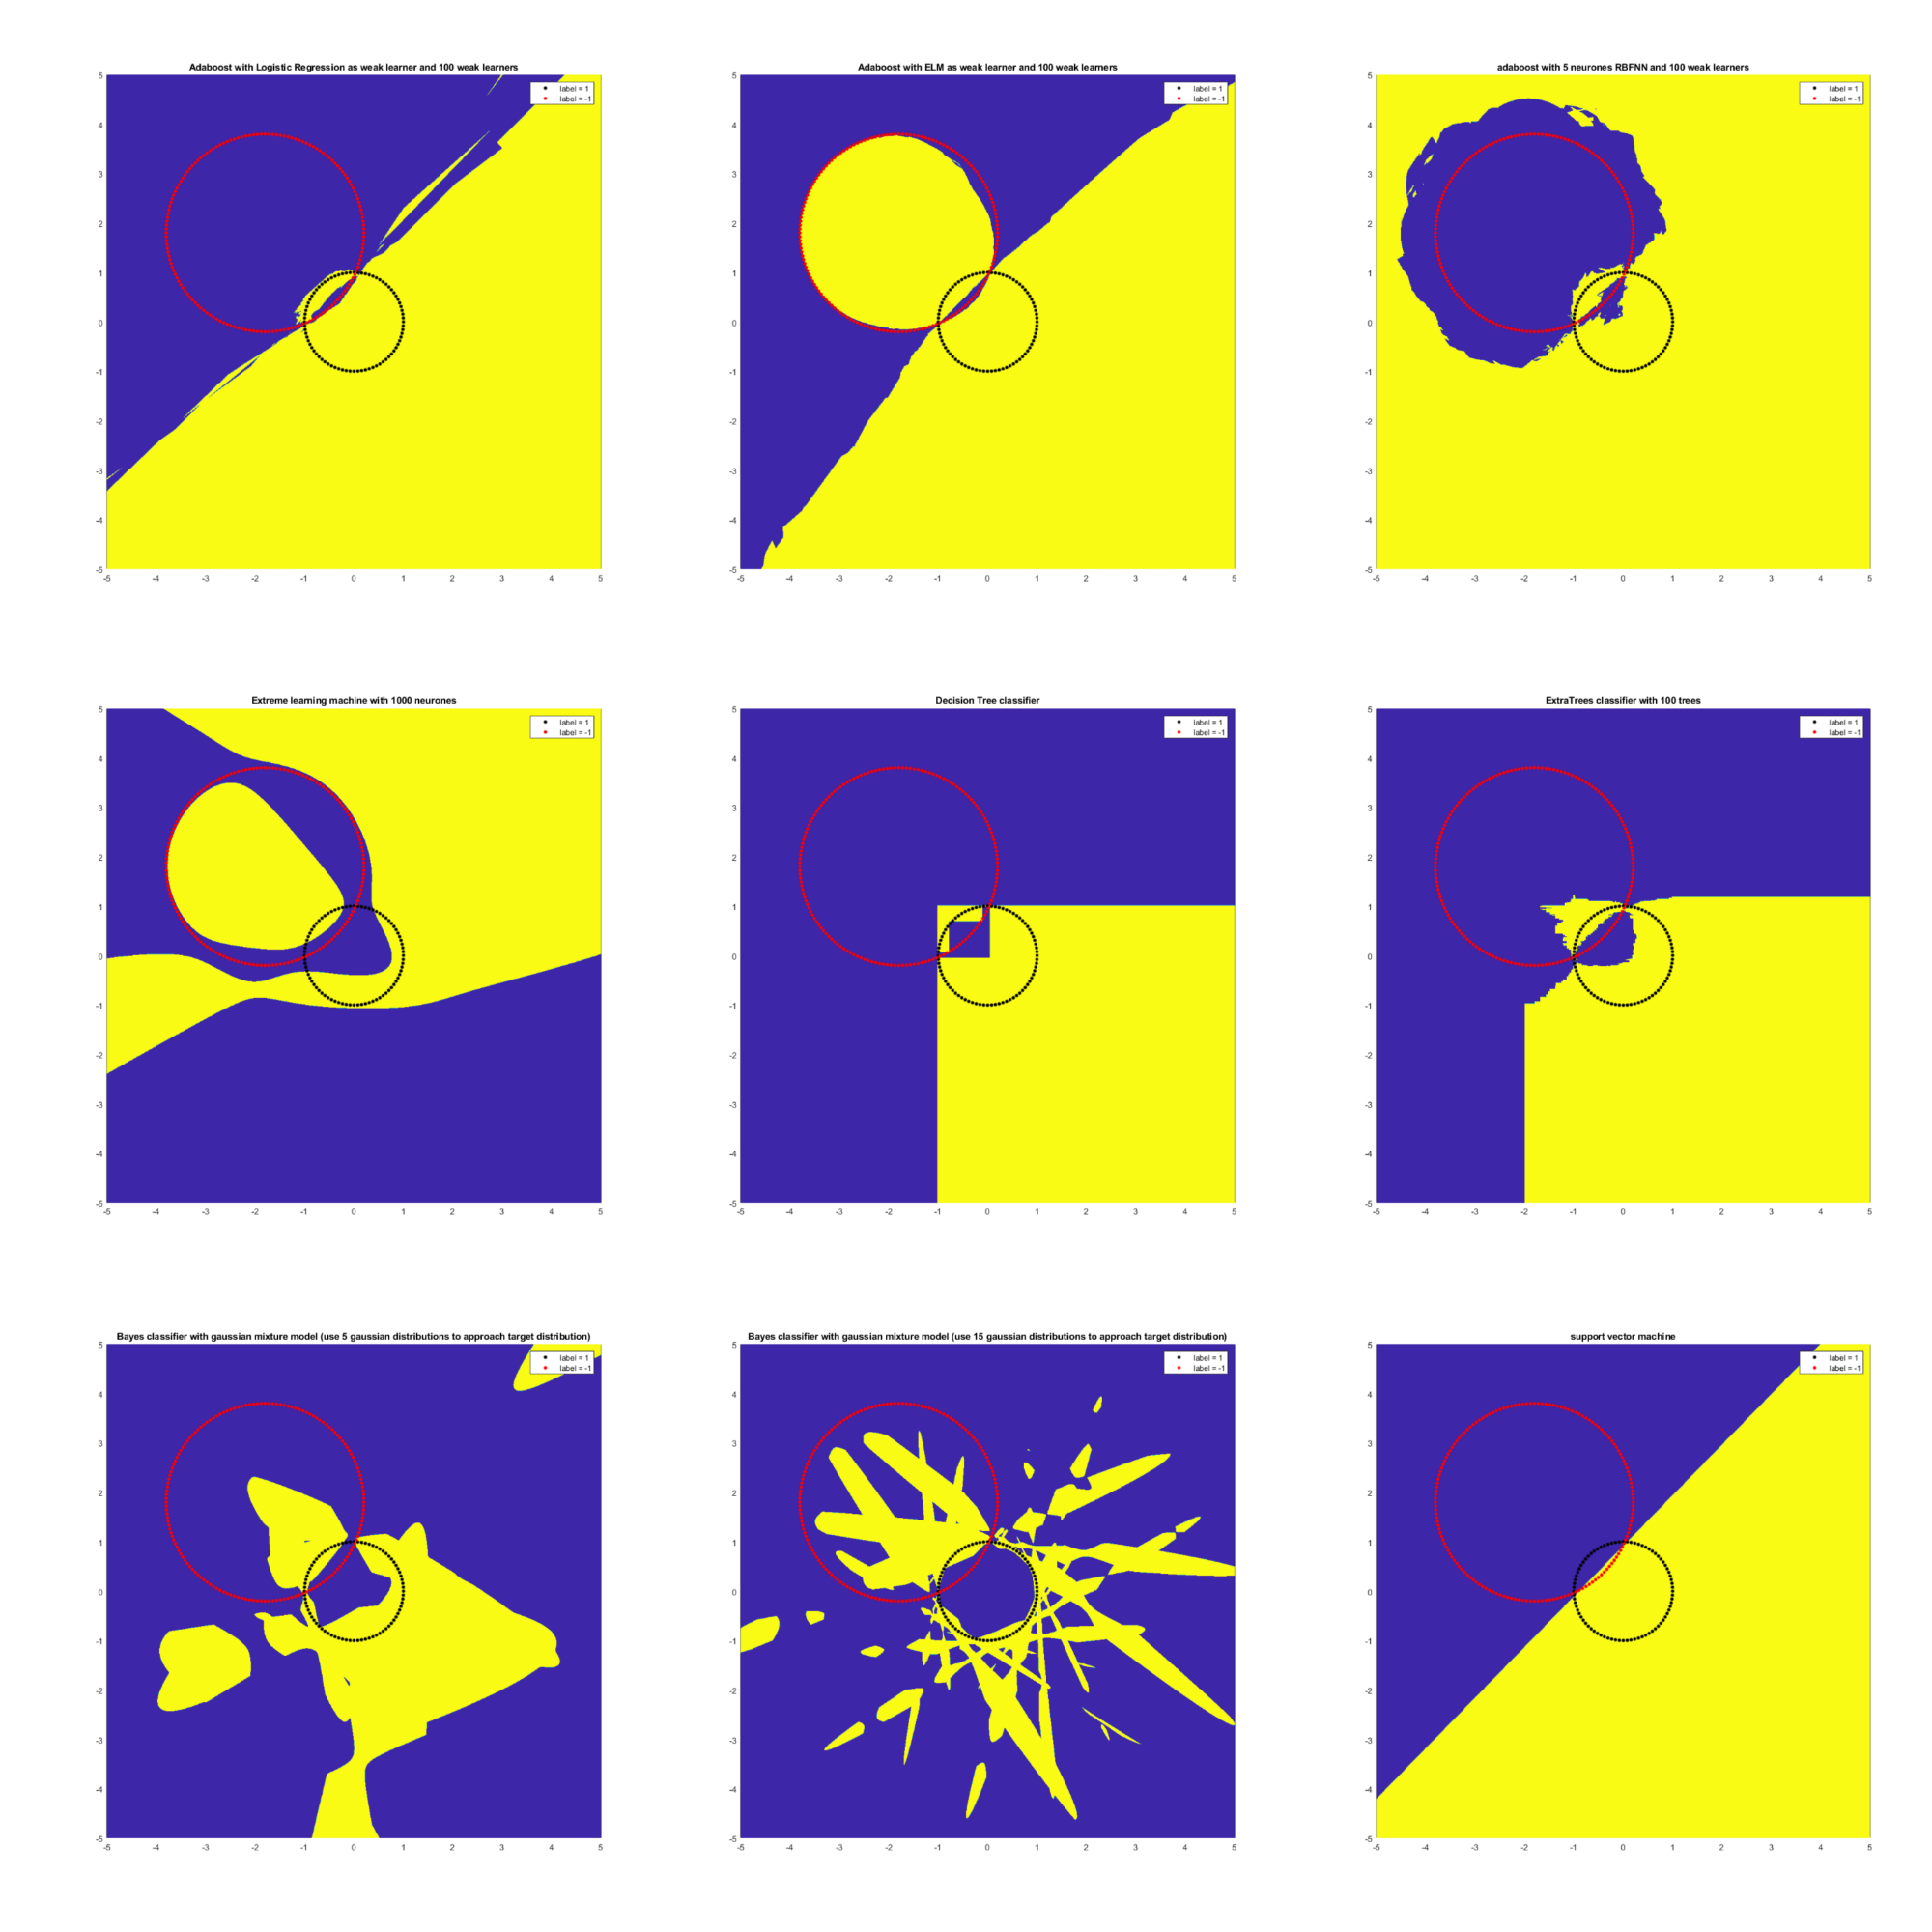 Adaboost with Logistic Regression as weak learner and 100 weak learners
5
4
3
2
1
0
-1
-2
-3
-4
-5
-5 -4 -3 -2 -1 0 1 2 3 4 5
label = 1
label = -1
Adaboost with ELM as weak learner and 100 weak learners
5
4
3
2
1
0
-1
-2
-3
-4
-5
-5 -4 -3 -2 -1 0 1 2 3 4 5
label = 1
label = -1
adaboost with 5 neurones RBFNN and 100 weak learners
5
4
3
2
1
0
-1
-2
-3
-4
-5
-5 -4 -3 -2 -1 0 1 2 3 4 5
label = 1
label = -1
Extreme learning machine with 1000 neurones
5
4
3
2
1
0
-1
-2
-3
-4
-5
-5 -4 -3 -2 -1 0 1 2 3 4 5
label = 1
label = -1
Decision Tree classifier
5
4
3
2
1
0
-1
-2
-3
-4
-5
-5 -4 -3 -2 -1 0 1 2 3 4 5
label = 1
label = -1
ExtraTrees classifier with 100 trees
5
4
3
2
1
0
-1
-2
-3
-4
-5
-5 -4 -3 -2 -1 0 1 2 3 4 5
label = 1
label = -1
Bayes classifier with gaussian mixture model (use 5 gaussian distributions to approach target distribution)
5
4
3
2
1
0
-1
-2
-3
-4
-5
-5 -4 -3 -2 -1 0 1 2 3 4 5
label = 1
label = -1
Bayes classifier with gaussian mixture model (use 15 gaussian distributions to approach target distribution)
5
4
3
2
1
0
-1
-2
-3
-4
-5
-5 -4 -3 -2 -1 0 1 2 3 4 5
label = 1
label = -1
support vector machine
5
4
3
2
1
0
-1
-2
-3
-4
-5
-5 -4 -3 -2 -1 0 1 2 3 4 5
label = 1
label = -1